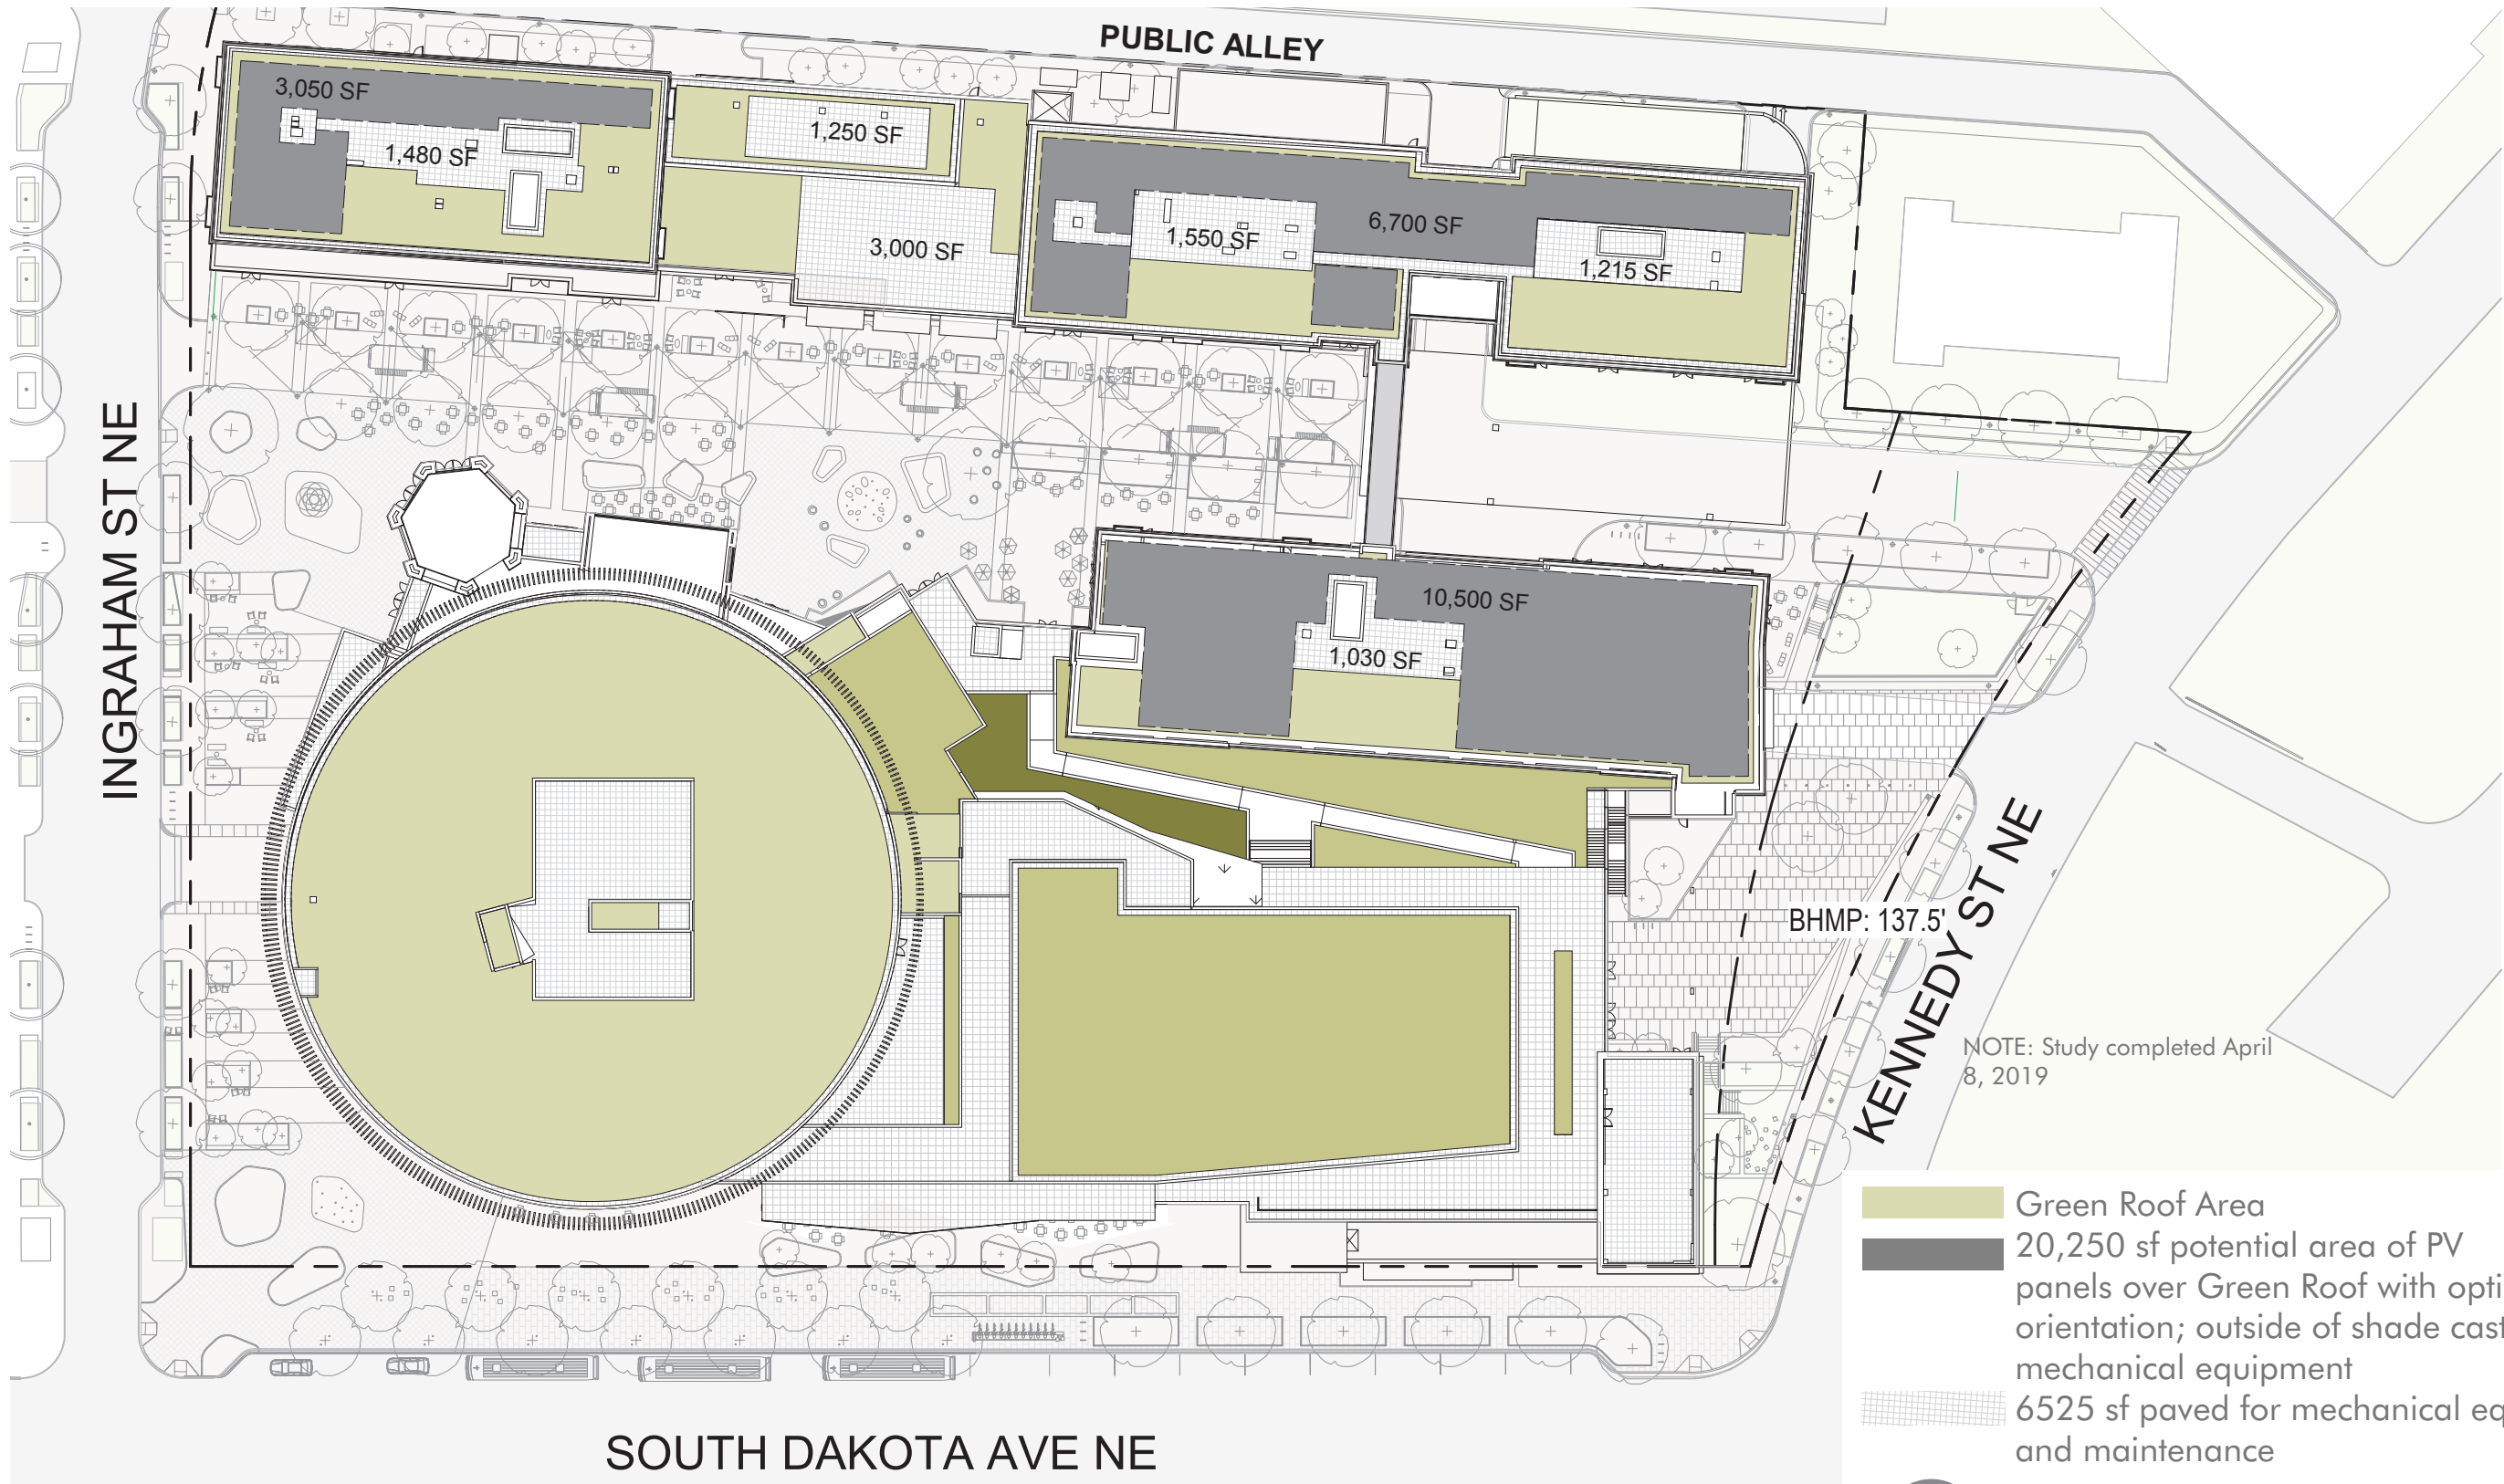 PUBLIC ALLEY
3,050 SF
1,250 SF
1,480 SF
6,700 SF
1,550 SF
3,000 SF
1,215 SF
INGRAHAM ST NE
10,500 SF
1,030 SF
BHMP: 137.5'
KENNEDY ST NE
NOTE: Study completed April
8, 2019
Green Roof Area
20,250 sf potential area of PV
panels over Green Roof with opti
orientation; outside of shade cast
mechanical equipment
6525 sf paved for mechanical eq
and maintenance
SOUTH DAKOTA AVE NE